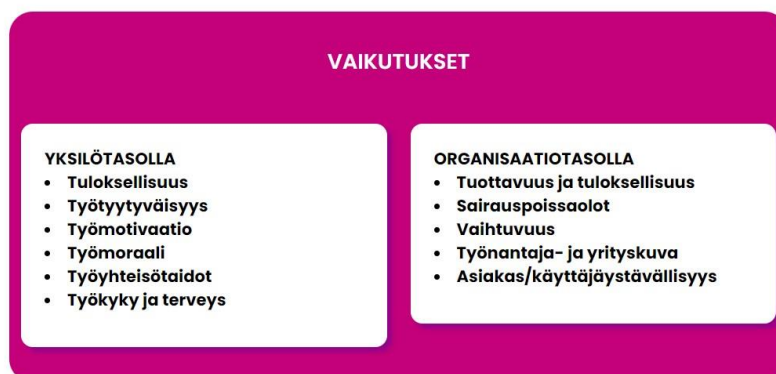 VAIKUTUKSET
YKSILÖTASOLLA
• Tuloksellisuus
• Työtyytyväisyys
• Työmotivaatio
• Työmoraali
• Työyhteisötaidot
• Työkyky ja terveys
ORGANISAATIOTASOLLA
• Tuottavuus ja tuloksellisuus
• Sairauspoissaolot
• Vaihtuvuus
• Työnantaja- ja yrityskuva
• Asiakas/käyttäjäystävällisyys